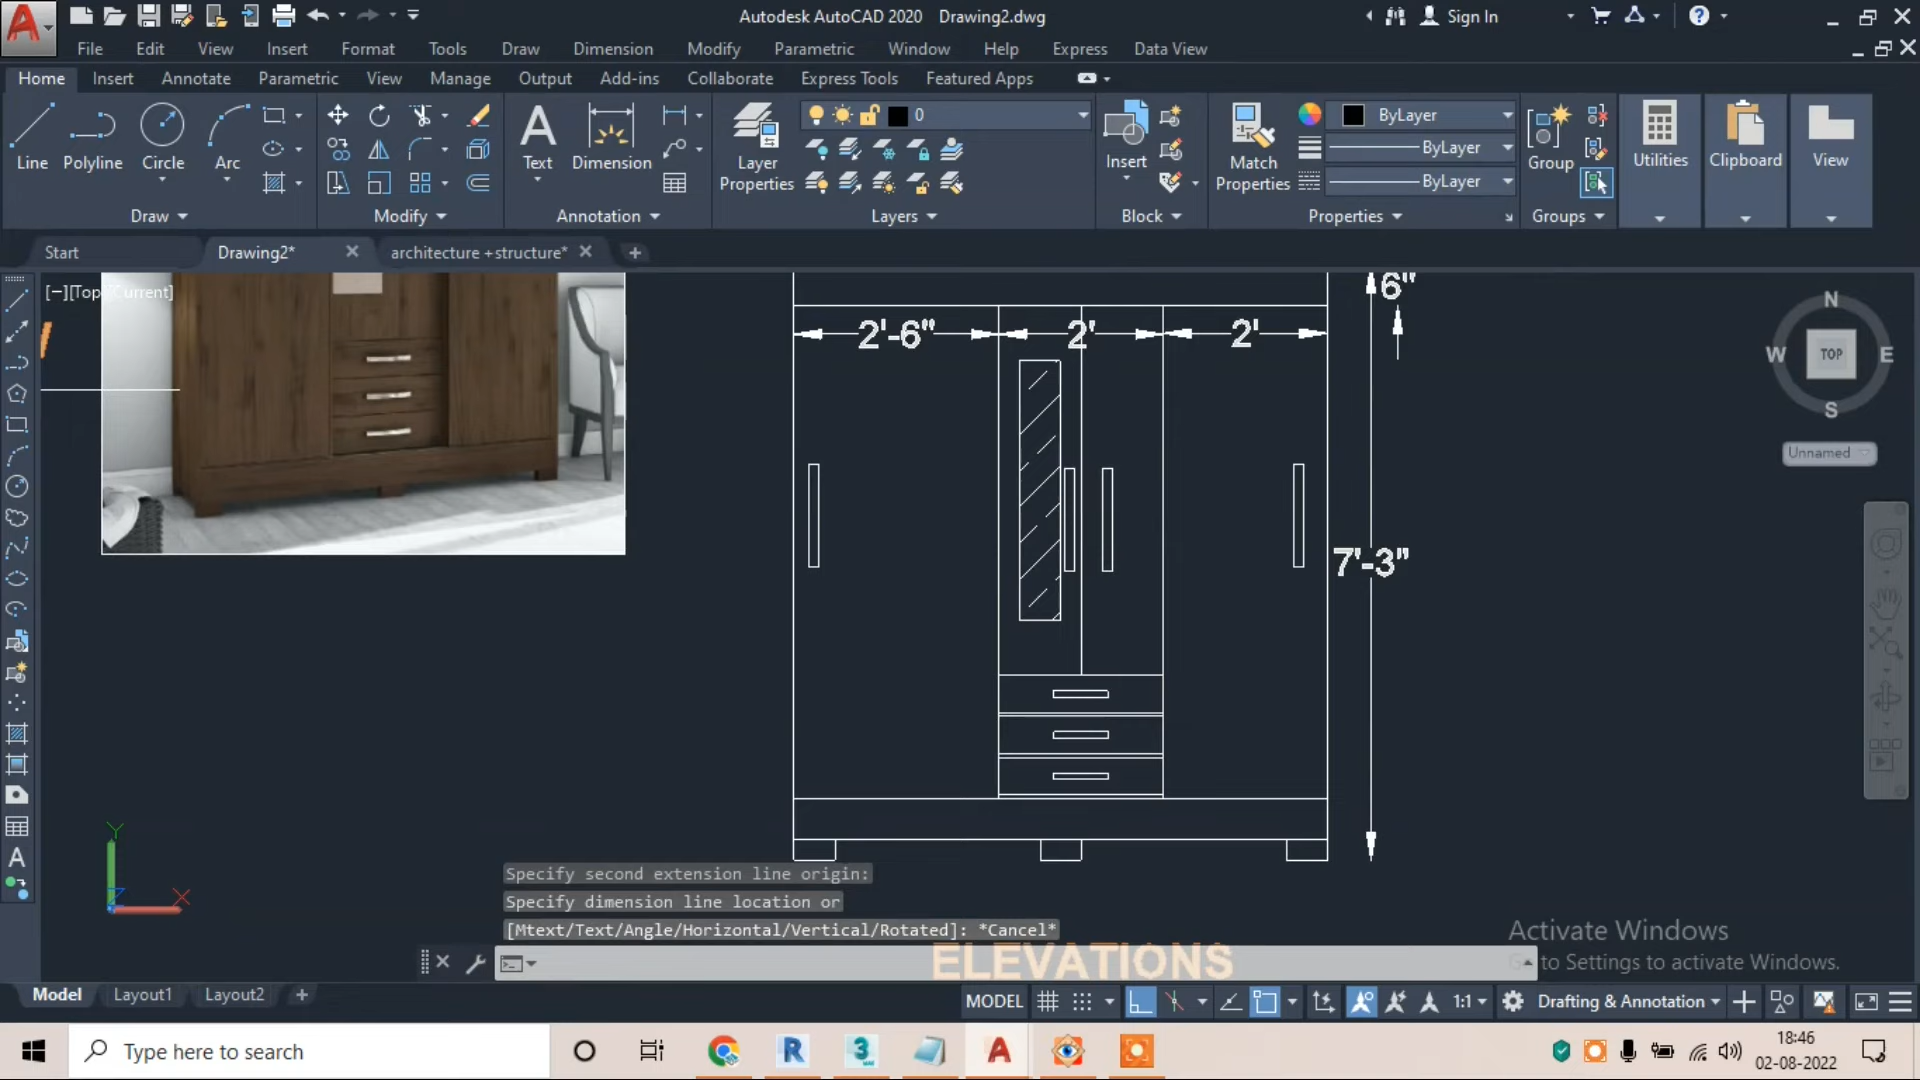 Autodesk AutoCAD 2020 Drawing2.dwg
Sign In
File Edit View Insert Format Tools Draw Dimension Modify Parametric Window Help Express Data View
Home Insert Annotate Parametric View Manage Output Add-ins Collaborate Express Tools Featured Apps
0
ByLayer
ByLayer
ByLayer
Line Polyline Circle Arc
Text Dimension
Layer Properties
Insert
Match Properties
Group
Utilities
Clipboard
View
Draw Modify Annotation Layers Block Properties Groups
Start Drawing2* architecture +structure*
[−][Top][Current]
6"
N
W TOP E
S
Unnamed
2'-6" 2' 2'
7'-3"
Y
X
Z
Specify second extension line origin:
Specify dimension line location or
[Mtext/Text/Angle/Horizontal/Vertical/Rotated]: *Cancel*
ELEVATIONS
Activate Windows
Go to Settings to activate Windows.
Model Layout1 Layout2
MODEL 1:1 Drafting & Annotation
Type here to search
18:46
02-08-2022